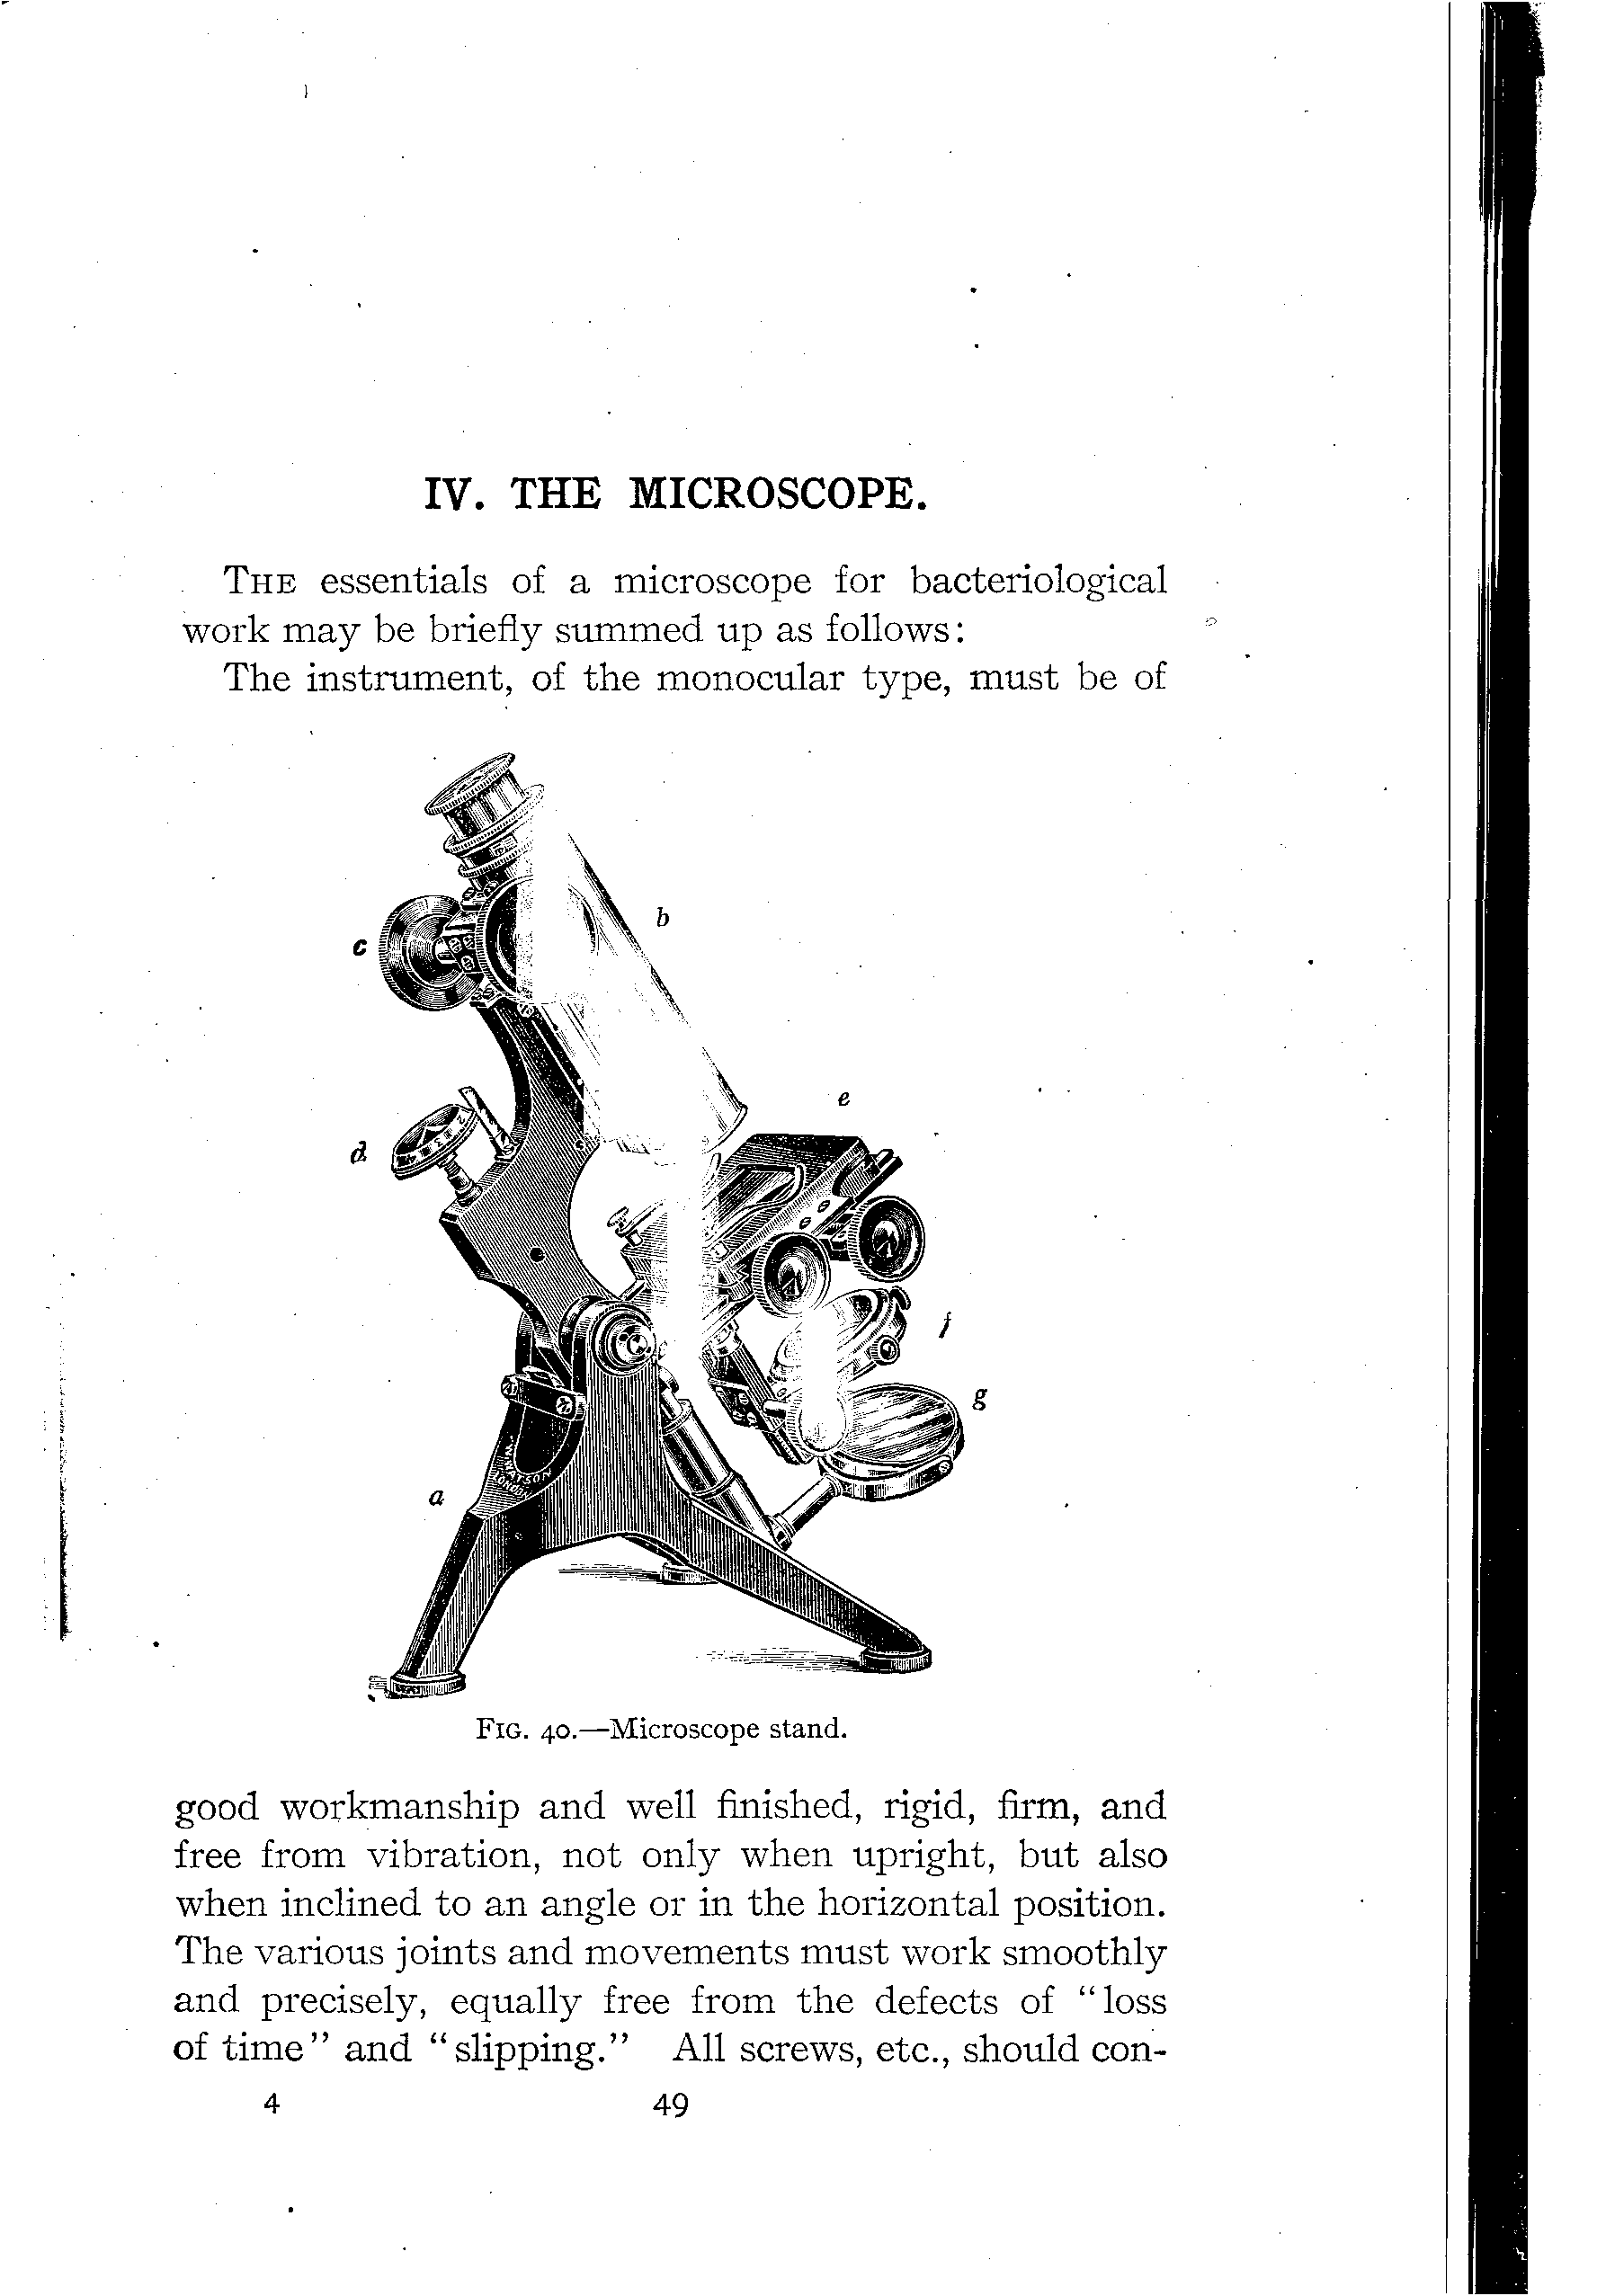 IV. THE MICROSCOPE.
THE essentials of a microscope for bacteriological
work may be briefly summed up as follows:
The instrument, of the monocular type, must be of
b
c
e
d
f
g
WATSON
LONDON
a
FIG. 40.—Microscope stand.
good workmanship and well finished, rigid, firm, and
free from vibration, not only when upright, but also
when inclined to an angle or in the horizontal position.
The various joints and movements must work smoothly
and precisely, equally free from the defects of "loss
of time" and "slipping." All screws, etc., should con-
4 49